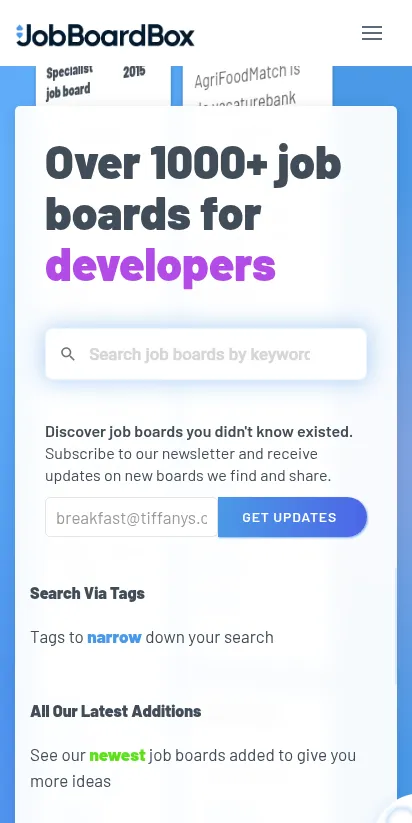 JobBoardBox
Specialist 2015
job board
AgriFoodMatch is
de vacaturebank
Over 1000+ job
boards for
developers
Search job boards by keyword
Discover job boards you didn't know existed.
Subscribe to our newsletter and receive
updates on new boards we find and share.
breakfast@tiffanys.c
GET UPDATES
Search Via Tags
Tags to narrow down your search
All Our Latest Additions
See our newest job boards added to give you
more ideas